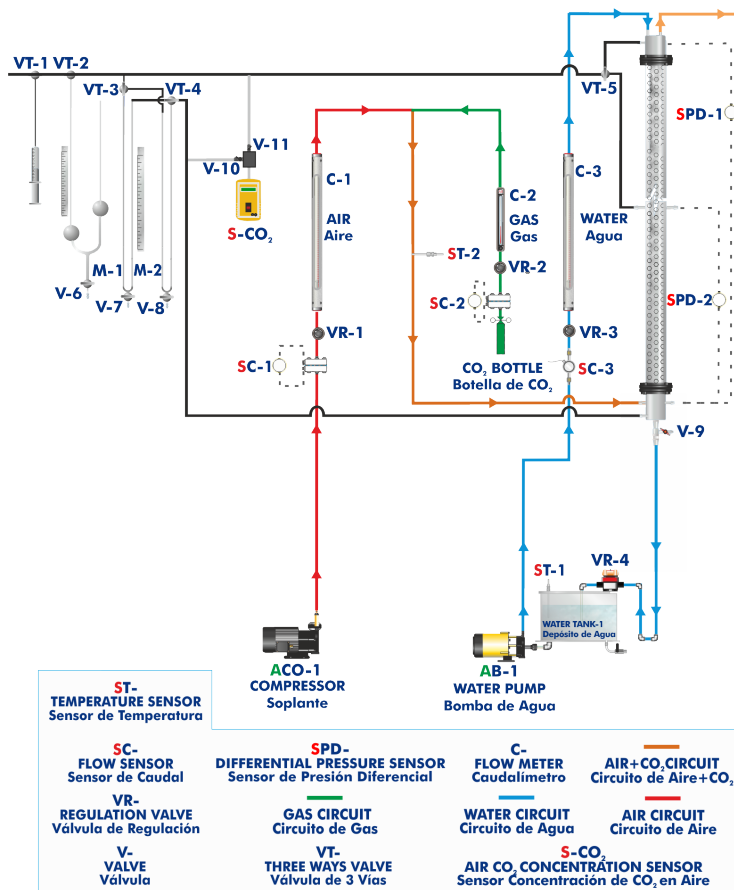 VT-1
VT-2
VT-3
VT-4
VT-5
SPD-1
V-11
V-10
S-CO₂
C-1
AIR
Aire
C-2
GAS
Gas
C-3
WATER
Agua
ST-2
VR-2
M-1
M-2
V-6
V-7
V-8
SC-2
SPD-2
VR-1
VR-3
SC-1
CO₂ BOTTLE
Botella de CO₂
SC-3
V-9
ST-1
VR-4
WATER TANK-1
Depósito de Agua
ACO-1
COMPRESSOR
Soplante
AB-1
WATER PUMP
Bomba de Agua
ST-
TEMPERATURE SENSOR
Sensor de Temperatura
SC-
FLOW SENSOR
Sensor de Caudal
SPD-
DIFFERENTIAL PRESSURE SENSOR
Sensor de Presión Diferencial
C-
FLOW METER
Caudalímetro
AIR+CO₂ CIRCUIT
Circuito de Aire+CO₂
VR-
REGULATION VALVE
Válvula de Regulación
GAS CIRCUIT
Circuito de Gas
WATER CIRCUIT
Circuito de Agua
AIR CIRCUIT
Circuito de Aire
V-
VALVE
Válvula
VT-
THREE WAYS VALVE
Válvula de 3 Vías
S-CO₂
AIR CO₂ CONCENTRATION SENSOR
Sensor Concentración de CO₂ en Aire